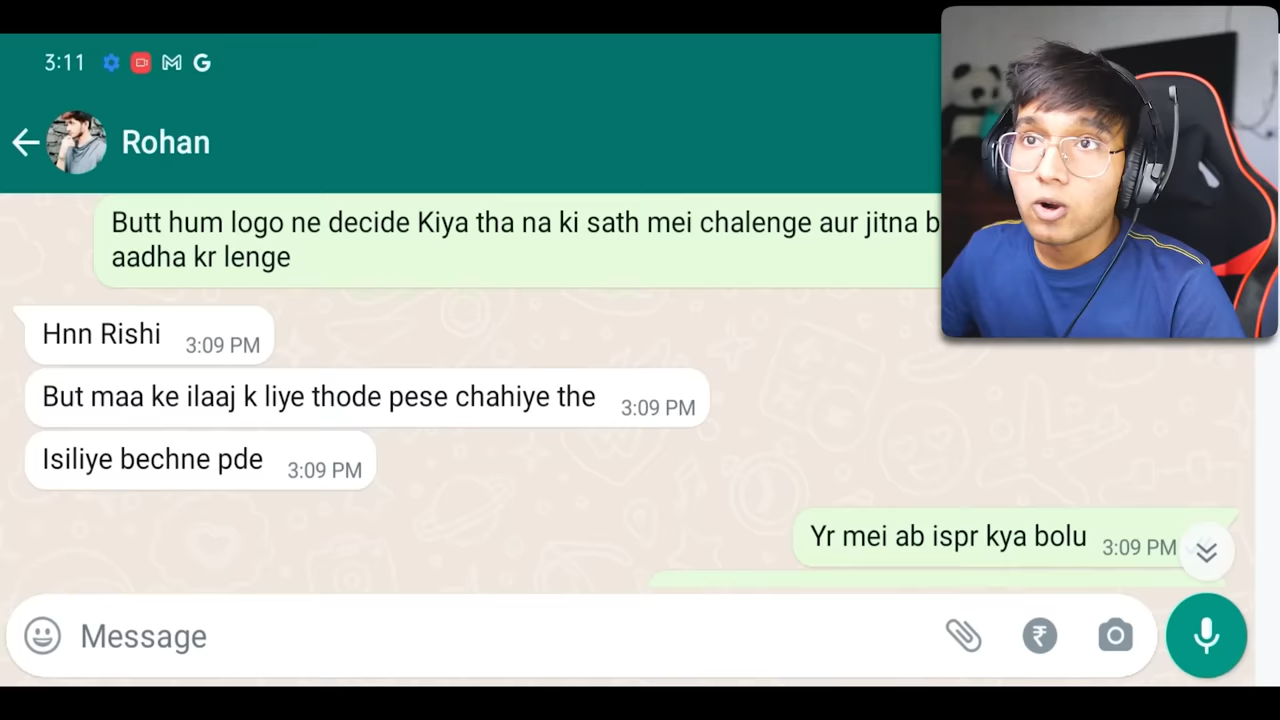 3:11
Rohan
Butt hum logo ne decide Kiya tha na ki sath mei chalenge aur jitna
aadha kr lenge
Hnn Rishi 3:09 PM
But maa ke ilaaj k liye thode pese chahiye the 3:09 PM
Isiliye bechne pde 3:09 PM
Yr mei ab ispr kya bolu 3:09 PM
Message